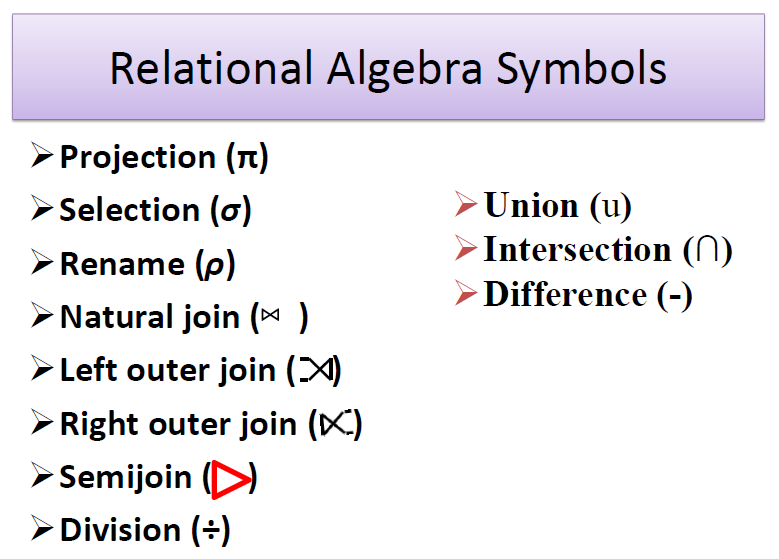 Relational Algebra Symbols
➢Projection (π)
➢Selection (σ)
➢Rename (ρ)
➢Natural join (⋈ )
➢Left outer join (⟕)
➢Right outer join (⟖)
➢Semijoin (▷)
➢Division (÷)
➢Union (u)
➢Intersection (∩)
➢Difference (-)